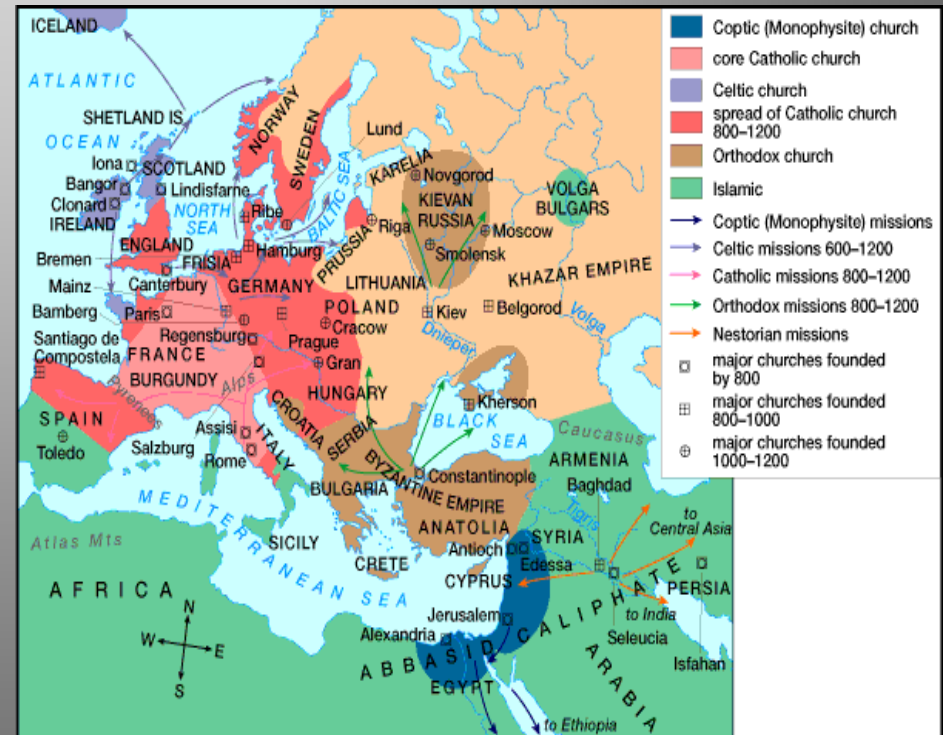 ICELAND
ATLANTIC
SHETLAND IS
OCEAN
NORWAY
SWEDEN
Lund
Iona
SCOTLAND
Bangor
Lindisfarne
Clonard
IRELAND
NORTH
SEA
Ribe
BALTIC SEA
KARELIA
Novgorod
KIEVAN
RUSSIA
VOLGA
BULGARS
Riga
Moscow
Smolensk
ENGLAND
Bremen
FRISIA
Hamburg
PRUSSIA
Mainz
Canterbury
GERMANY
LITHUANIA
KHAZAR EMPIRE
Bamberg
Paris
POLAND
Kiev
Belgorod
Volga
Regensburg
Cracow
Dnieper
Santiago de
Compostela
FRANCE
Prague
Gran
BURGUNDY
Alps
HUNGARY
Pyrenees
Kherson
SPAIN
CROATIA
SERBIA
BLACK
SEA
Toledo
Salzburg
Assisi
ITALY
Rome
BYZANTINE EMPIRE
Constantinople
Caucasus
ARMENIA
BULGARIA
Baghdad
MEDITERRANEAN SEA
ANATOLIA
Tigris
to
Central Asia
Atlas Mts
SICILY
Antioch
SYRIA
Edessa
CRETE
CYPRUS
AFRICA
PERSIA
Jerusalem
to India
Alexandria
Seleucia
ABBASID CALIPHATE
Isfahan
EGYPT
ARABIA
to Ethiopia
N
W
E
S
Coptic (Monophysite) church
core Catholic church
Celtic church
spread of Catholic church
800–1200
Orthodox church
Islamic
Coptic (Monophysite) missions
Celtic missions 600–1200
Catholic missions 800–1200
Orthodox missions 800–1200
Nestorian missions
major churches founded
by 800
major churches founded
800–1000
major churches founded
1000–1200